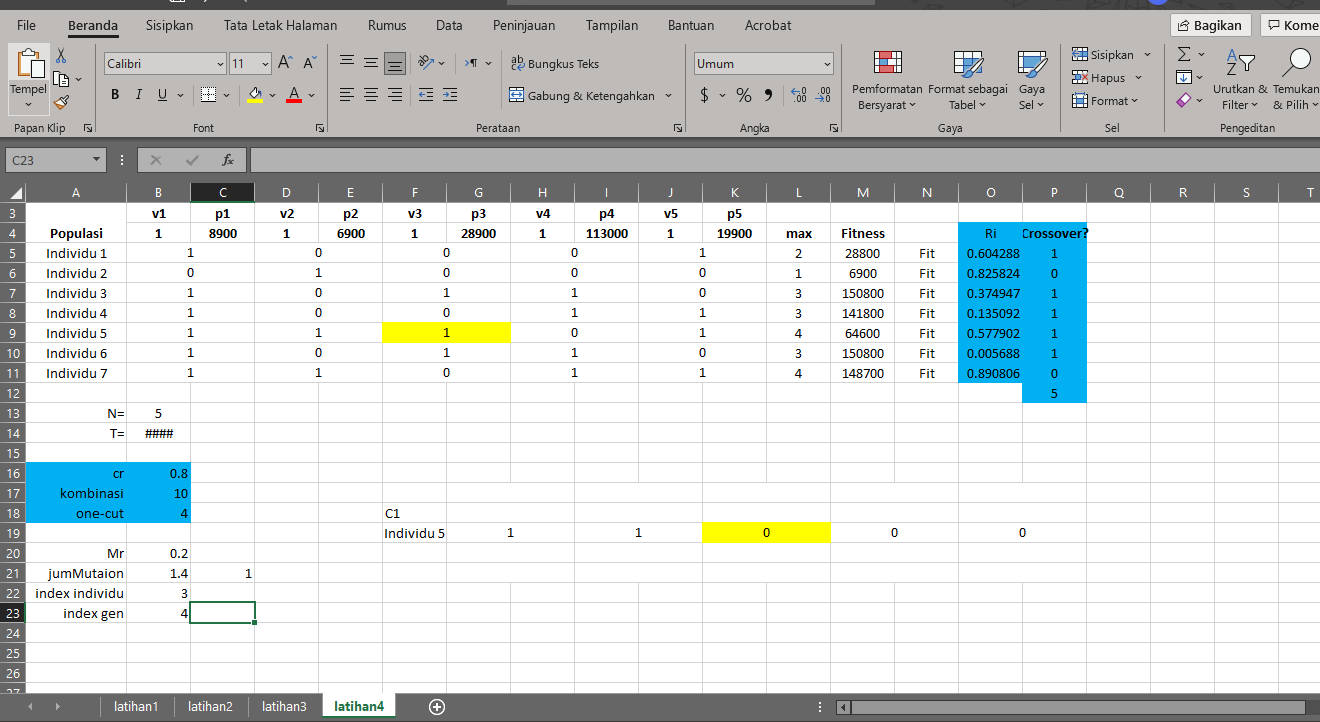 File Beranda Sisipkan Tata Letak Halaman Rumus Data Peninjauan Tampilan Bantuan Acrobat Bagikan Kome
Tempel
Calibri 11 A A
B I U A
ab Bungkus Teks
Gabung & Ketengahkan
Umum
$ % 9 .00 .00
Pemformatan Bersyarat
Format sebagai Tabel
Gaya Sel
Sisipkan
Hapus
Format
Urutkan & Filter
Temukan & Pilih
Papan Klip Font Perataan Angka Gaya Sel Pengeditan
C23 fx
A B C D E F G H I J K L M N O P Q R S T
3 v1 p1 v2 p2 v3 p3 v4 p4 v5 p5
4 Populasi 1 8900 1 6900 1 28900 1 113000 1 19900 max Fitness Ri Crossover?
5 Individu 1 1 0 0 0 1 2 28800 Fit 0.604288 1
6 Individu 2 0 1 0 0 0 1 6900 Fit 0.825824 0
7 Individu 3 1 0 1 1 0 3 150800 Fit 0.374947 1
8 Individu 4 1 0 0 1 1 3 141800 Fit 0.135092 1
9 Individu 5 1 1 1 0 1 4 64600 Fit 0.577902 1
10 Individu 6 1 0 1 1 0 3 150800 Fit 0.005688 1
11 Individu 7 1 1 0 1 1 4 148700 Fit 0.890806 0
12 5
13 N= 5
14 T= ####
15
16 cr 0.8
17 kombinasi 10
18 one-cut 4 C1
19 Individu 5 1 1 0 0 0
20 Mr 0.2
21 jumMutaion 1.4 1
22 index individu 3
23 index gen 4
24
25
26
27
latihan1 latihan2 latihan3 latihan4